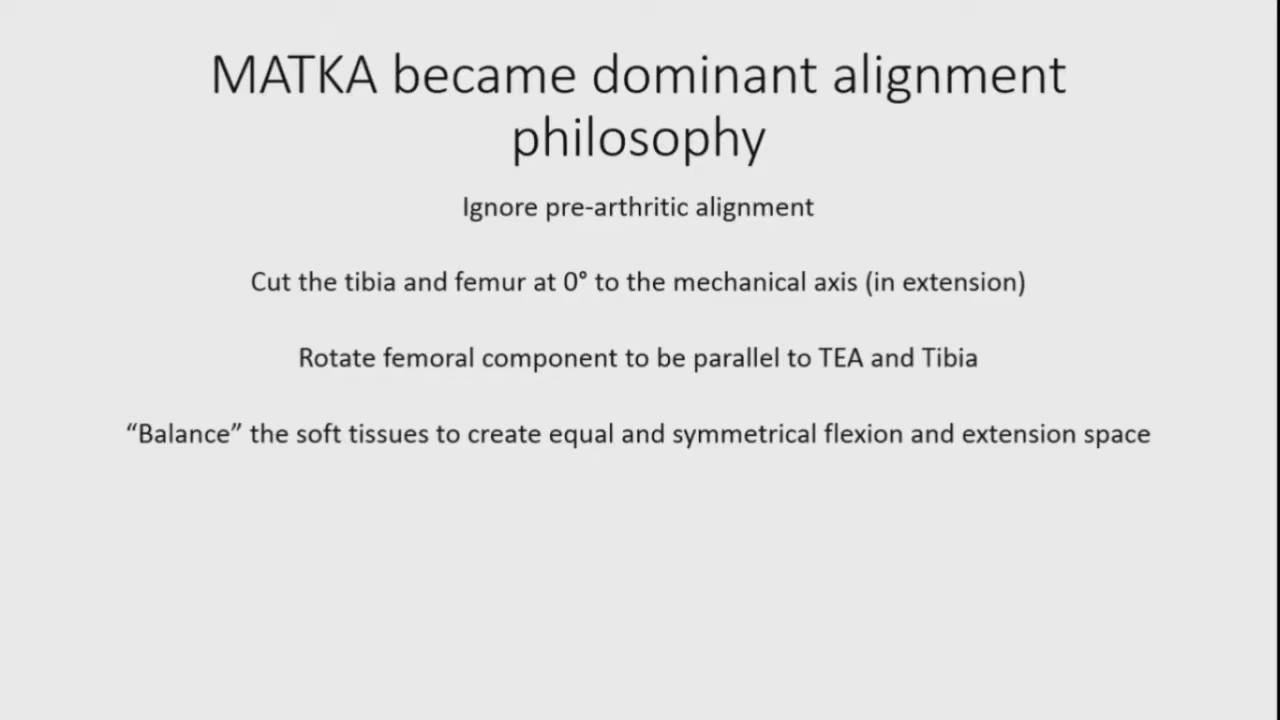 MATKA became dominant alignment
philosophy
Ignore pre-arthritic alignment
Cut the tibia and femur at 0° to the mechanical axis (in extension)
Rotate femoral component to be parallel to TEA and Tibia
“Balance” the soft tissues to create equal and symmetrical flexion and extension space